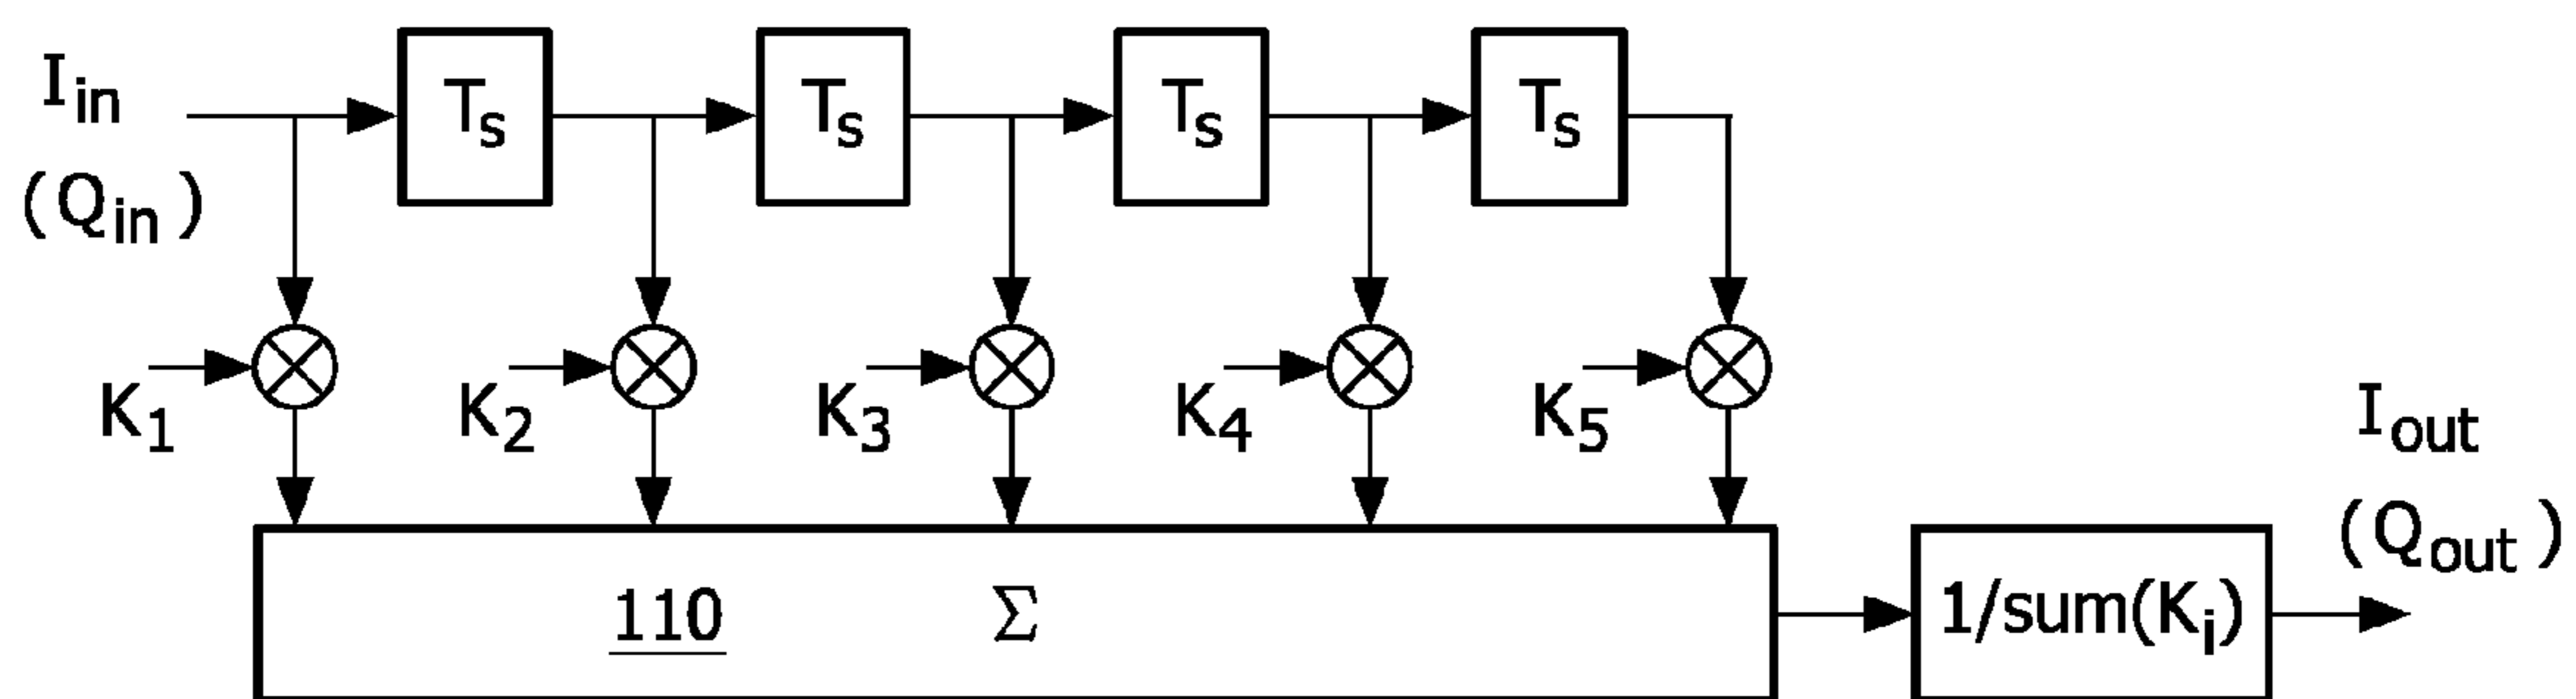 I_in T_s T_s T_s T_s
(Q_in)
K_1 K_2 K_3 K_4 K_5 I_out
(Q_out)
110 Σ 1/sum(K_i)